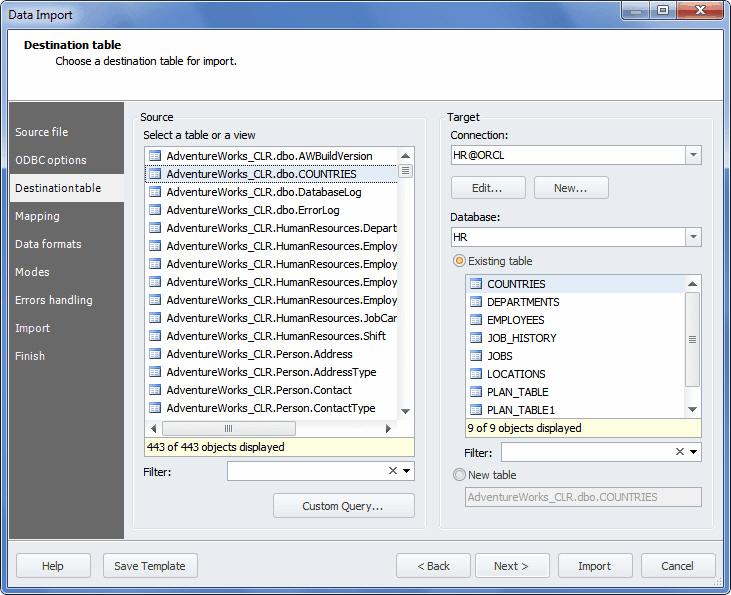 Data Import
Destination table
Choose a destination table for import.
Source file
ODBC options
Destination table
Mapping
Data formats
Modes
Errors handling
Import
Finish
Source
Select a table or a view
AdventureWorks_CLR.dbo.AWBuildVersion
AdventureWorks_CLR.dbo.COUNTRIES
AdventureWorks_CLR.dbo.DatabaseLog
AdventureWorks_CLR.dbo.ErrorLog
AdventureWorks_CLR.HumanResources.Depart
AdventureWorks_CLR.HumanResources.Employ
AdventureWorks_CLR.HumanResources.Employ
AdventureWorks_CLR.HumanResources.Employ
AdventureWorks_CLR.HumanResources.Employ
AdventureWorks_CLR.HumanResources.JobCan
AdventureWorks_CLR.HumanResources.Shift
AdventureWorks_CLR.Person.Address
AdventureWorks_CLR.Person.AddressType
AdventureWorks_CLR.Person.Contact
AdventureWorks_CLR.Person.ContactType
443 of 443 objects displayed
Filter:
Custom Query...
Target
Connection:
HR@ORCL
Edit... New...
Database:
HR
Existing table
COUNTRIES
DEPARTMENTS
EMPLOYEES
JOB_HISTORY
JOBS
LOCATIONS
PLAN_TABLE
PLAN_TABLE1
9 of 9 objects displayed
Filter:
New table
AdventureWorks_CLR.dbo.COUNTRIES
Help Save Template < Back Next > Import Cancel